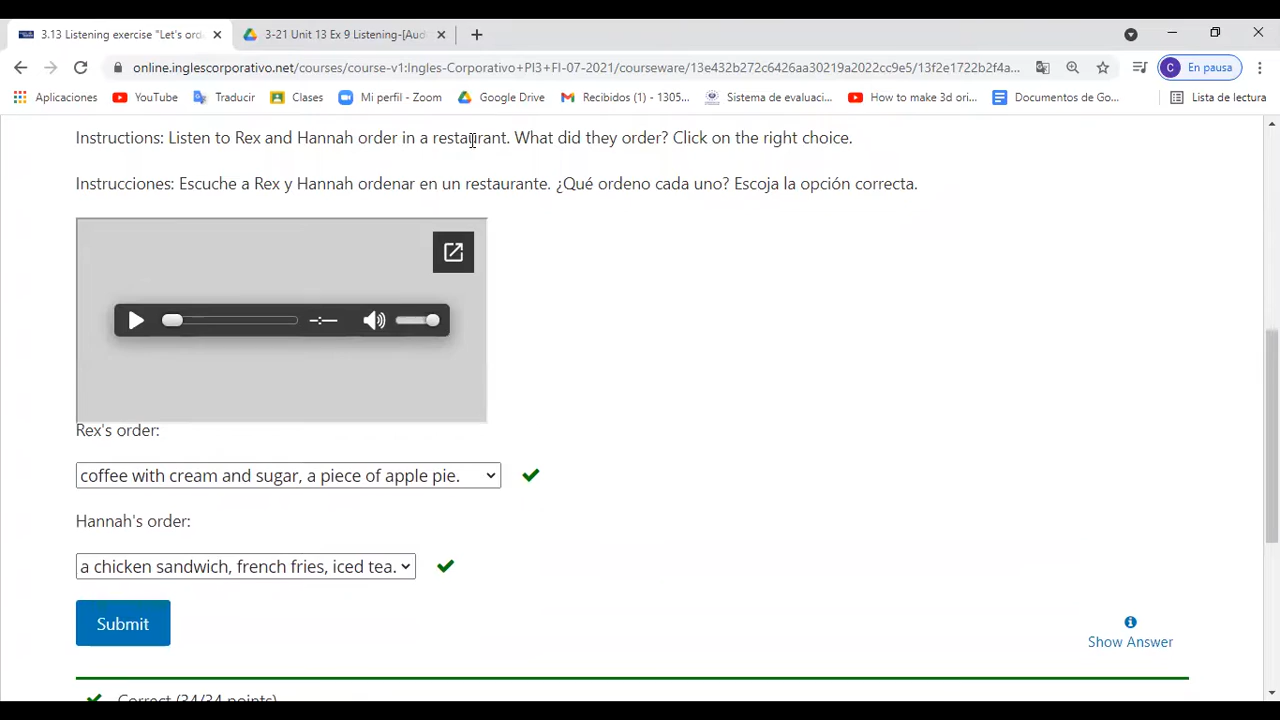 3.13 Listening exercise "Let's ord
3-21 Unit 13 Ex 9 Listening-[Aud
online.inglescorporativo.net/courses/course-v1:Ingles-Corporativo+PI3+FI-07-2021/courseware/13e432b272c6426aa30219a2022cc9e5/13f2e1722b2f4a...
En pausa
Aplicaciones YouTube Traducir Clases Mi perfil - Zoom Google Drive Recibidos (1) - 1305... Sistema de evaluaci... How to make 3d ori... Documentos de Go... Lista de lectura
Instructions: Listen to Rex and Hannah order in a restaurant. What did they order? Click on the right choice.
Instrucciones: Escuche a Rex y Hannah ordenar en un restaurante. ¿Qué ordeno cada uno? Escoja la opción correcta.
-:--
Rex's order:
coffee with cream and sugar, a piece of apple pie.
Hannah's order:
a chicken sandwich, french fries, iced tea.
Submit
Show Answer
Correct (34/34 points)